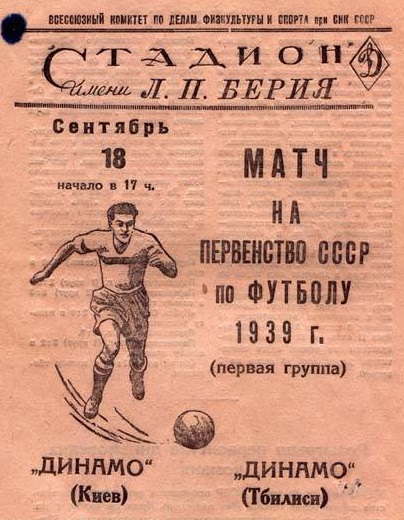 ВСЕСОЮЗНЫЙ КОМИТЕТ ПО ДЕЛАМ ФИЗКУЛЬТУРЫ И СПОРТА при СНК СССР
СТАДИОН
имени Л. П. БЕРИЯ
Д
Сентябрь
18
начало в 17 ч.
МАТЧ
НА
ПЕРВЕНСТВО СССР
по ФУТБОЛУ
1939 г.
(первая группа)
„ДИНАМО“ „ДИНАМО“
(Киев) (Тбилиси)